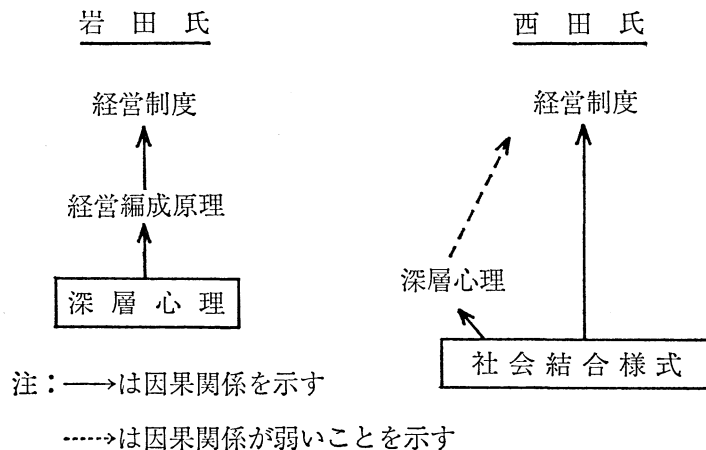 岩田氏
経営制度
経営編成原理
深層心理
西田氏
経営制度
深層心理
社会結合様式
注：──→は因果関係を示す
……→は因果関係が弱いことを示す